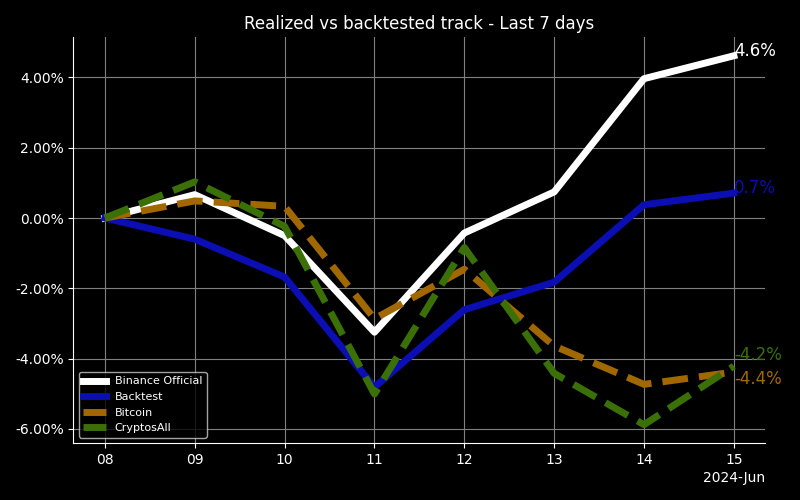 Realized vs backtested track - Last 7 days
4.00%
2.00%
0.00%
-2.00%
-4.00%
-6.00%
4.6%
0.7%
-4.2%
-4.4%
Binance Official
Backtest
Bitcoin
CryptosAll
08 09 10 11 12 13 14 15
2024-Jun